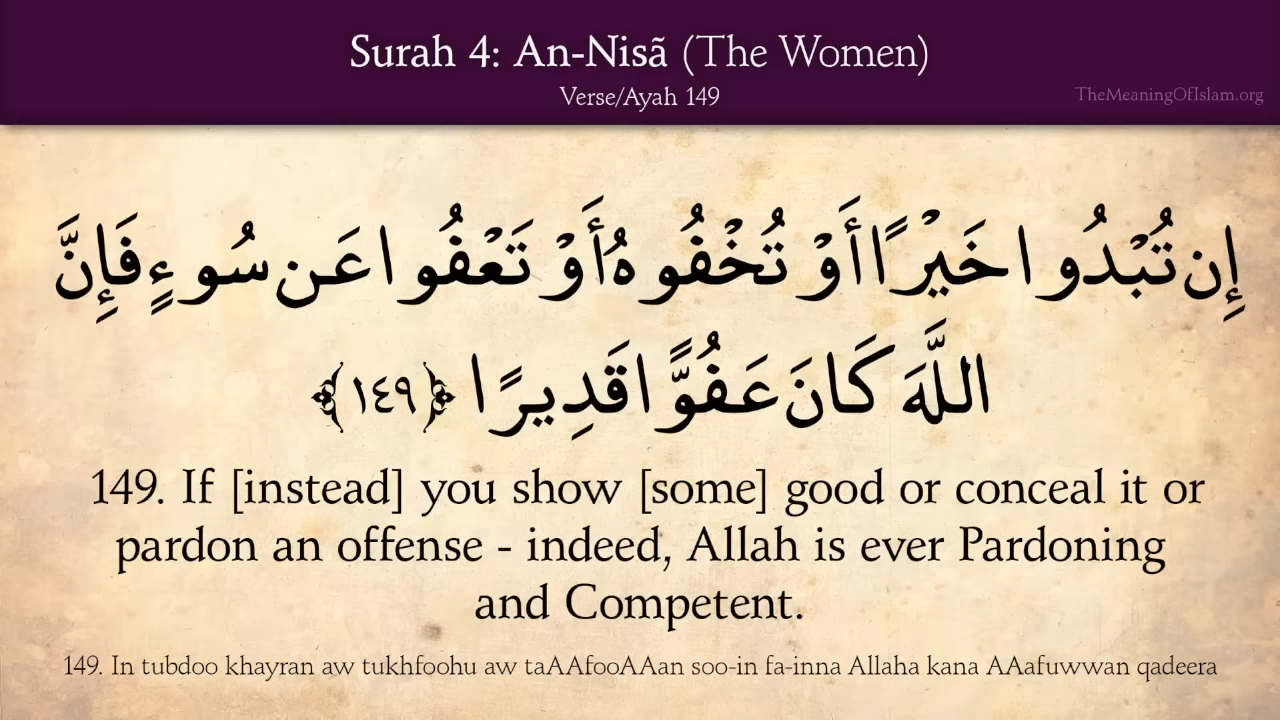 Surah 4: An-Nisã (The Women)
Verse/Ayah 149
TheMeaningOfIslam.org
إِن تُبْدُوا خَيْرًا أَوْ تُخْفُوهُ أَوْ تَعْفُوا عَن سُوءٍ فَإِنَّ
اللَّهَ كَانَ عَفُوًّا قَدِيرًا ﴿١٤٩﴾
149. If [instead] you show [some] good or conceal it or
pardon an offense - indeed, Allah is ever Pardoning
and Competent.
149. In tubdoo khayran aw tukhfoohu aw taAAfooAAan soo-in fa-inna Allaha kana AAafuwwan qadeera